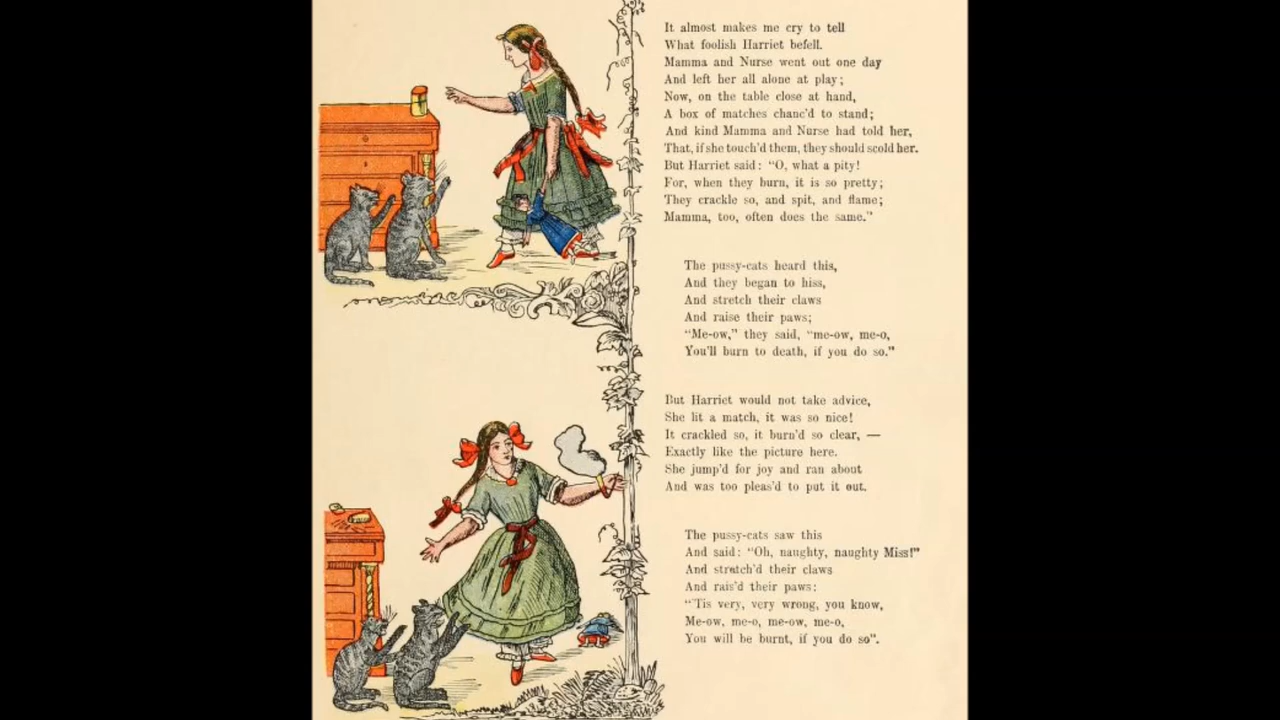 It almost makes me cry to tell
What foolish Harriet befell.
Mamma and Nurse went out one day
And left her all alone at play;
Now, on the table close at hand,
A box of matches chanc'd to stand;
And kind Mamma and Nurse had told her,
That, if she touch'd them, they should scold her.
But Harriet said: "O, what a pity!
For, when they burn, it is so pretty;
They crackle so, and spit, and flame;
Mamma, too, often does the same."
The pussy-cats heard this,
And they began to hiss,
And stretch their claws
And raise their paws;
"Me-ow," they said, "me-ow, me-o,
You'll burn to death, if you do so."
But Harriet would not take advice,
She lit a match, it was so nice!
It crackled so, it burn'd so clear, —
Exactly like the picture here.
She jump'd for joy and ran about
And was too pleas'd to put it out.
The pussy-cats saw this
And said: "Oh, naughty, naughty Miss!"
And stretch'd their claws
And rais'd their paws:
"'Tis very, very wrong, you know,
Me-ow, me-o, me-ow, me-o,
You will be burnt, if you do so".